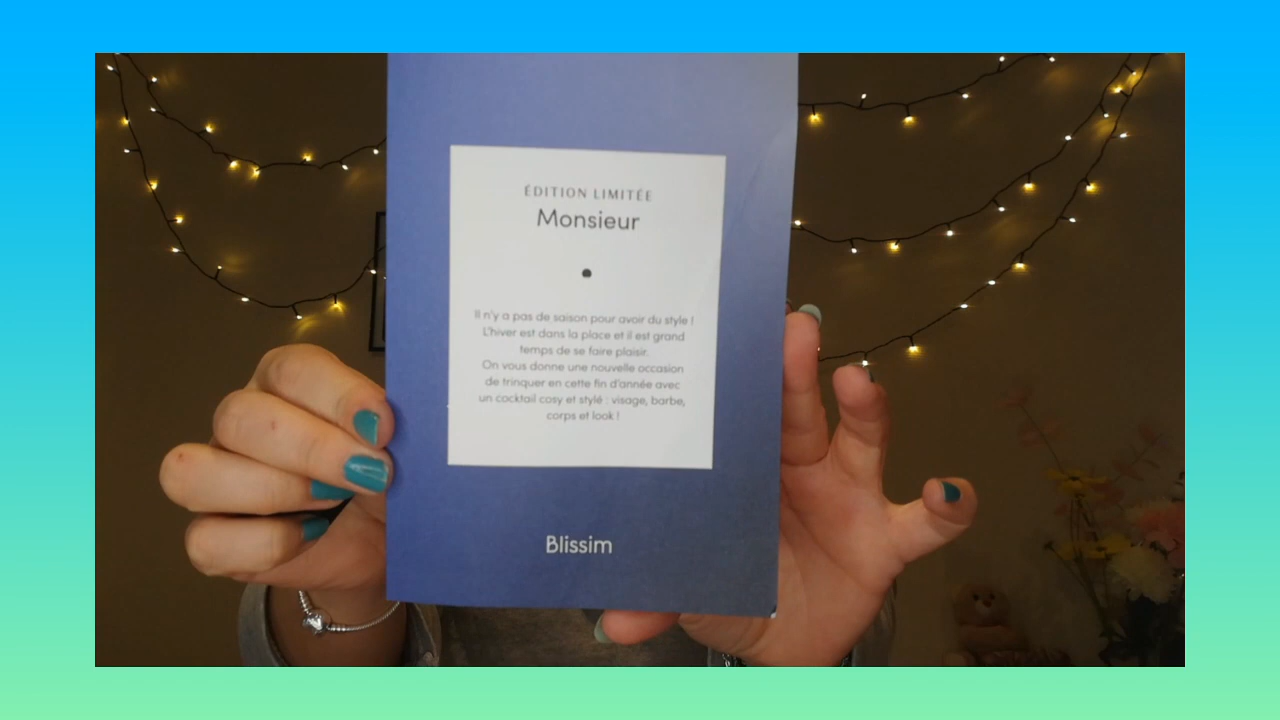 ÉDITION LIMITÉE
Monsieur
Il n'y a pas de saison pour avoir du style !
L'hiver est dans la place et il est grand
temps de se faire plaisir.
On vous donne une nouvelle occasion
de trinquer en cette fin d'année avec
un cocktail cosy et stylé : visage, barbe,
corps et look !
Blissim